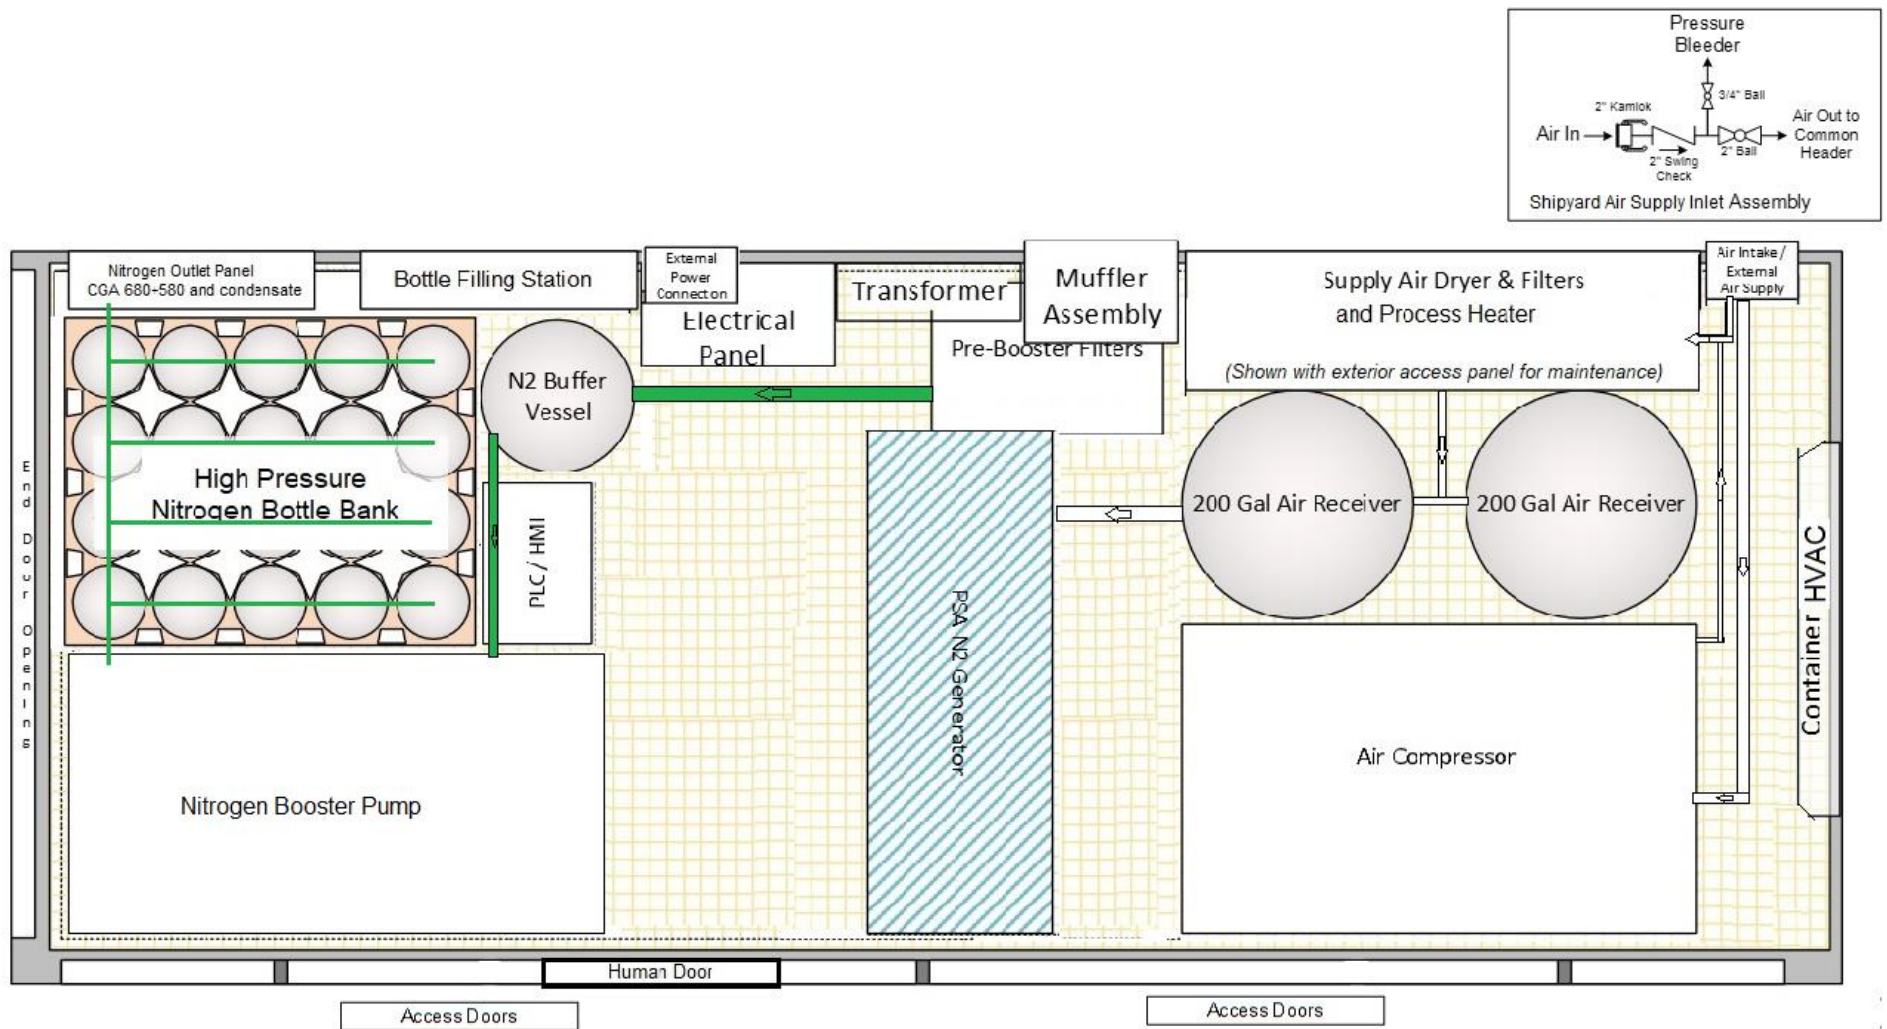 Pressure
Bleeder
3/4" Ball
2" Kamlok
Air In
Air Out to
Common
Header
2" Ball
2" Swing
Check
Shipyard Air Supply Inlet Assembly
Nitrogen Outlet Panel
CGA 680+580 and condensate
Bottle Filling Station
External
Power
Connection
Electrical
Panel
Transformer
Muffler
Assembly
Pre-Booster Filters
Supply Air Dryer & Filters
and Process Heater
(Shown with exterior access panel for maintenance)
Air Intake/
External
Air Supply
N2 Buffer
Vessel
High Pressure
Nitrogen Bottle Bank
PLC / HMI
200 Gal Air Receiver
200 Gal Air Receiver
End Door Opening
PSA N2 Generator
Container HVAC
Nitrogen Booster Pump
Air Compressor
Human Door
Access Doors
Access Doors